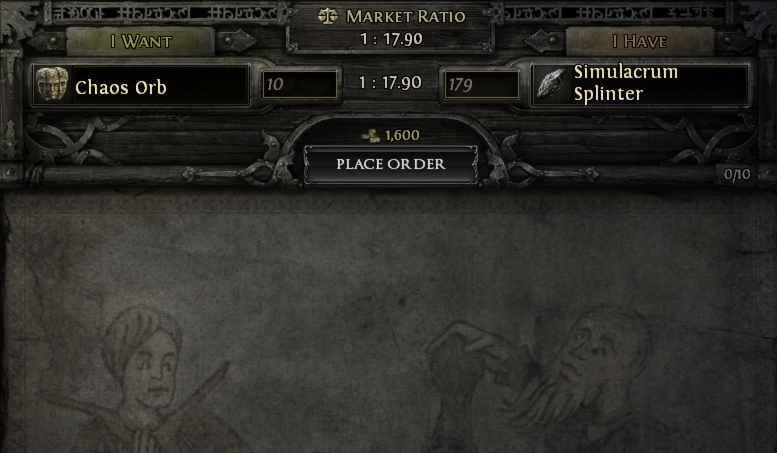 Market Ratio
1 : 17.90
I Want
I Have
Chaos Orb
10
1 : 17.90
179
Simulacrum
Splinter
1,600
Place Order
0/10